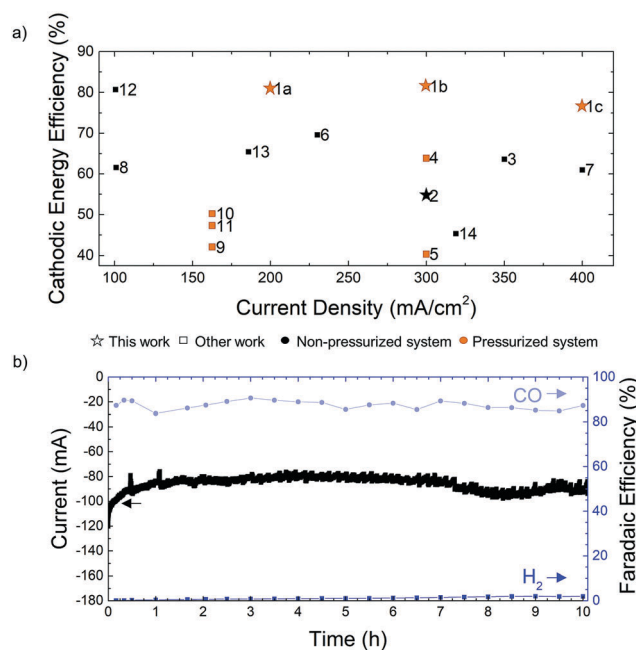 a)
Cathodic Energy Efficiency (%)
90
80
70
60
50
40
12
1a
1b
1c
8
13
6
4
3
7
2
10
11
9
14
5
100 150 200 250 300 350 400
Current Density (mA/cm²)
This work Other work Non-pressurized system Pressurized system
b)
Current (mA)
0
-20
-40
-60
-80
-100
-120
-140
-160
-180
CO
H₂
100
80
60
40
20
0
Faradaic Efficiency (%)
0 1 2 3 4 5 6 7 8 9 10
Time (h)